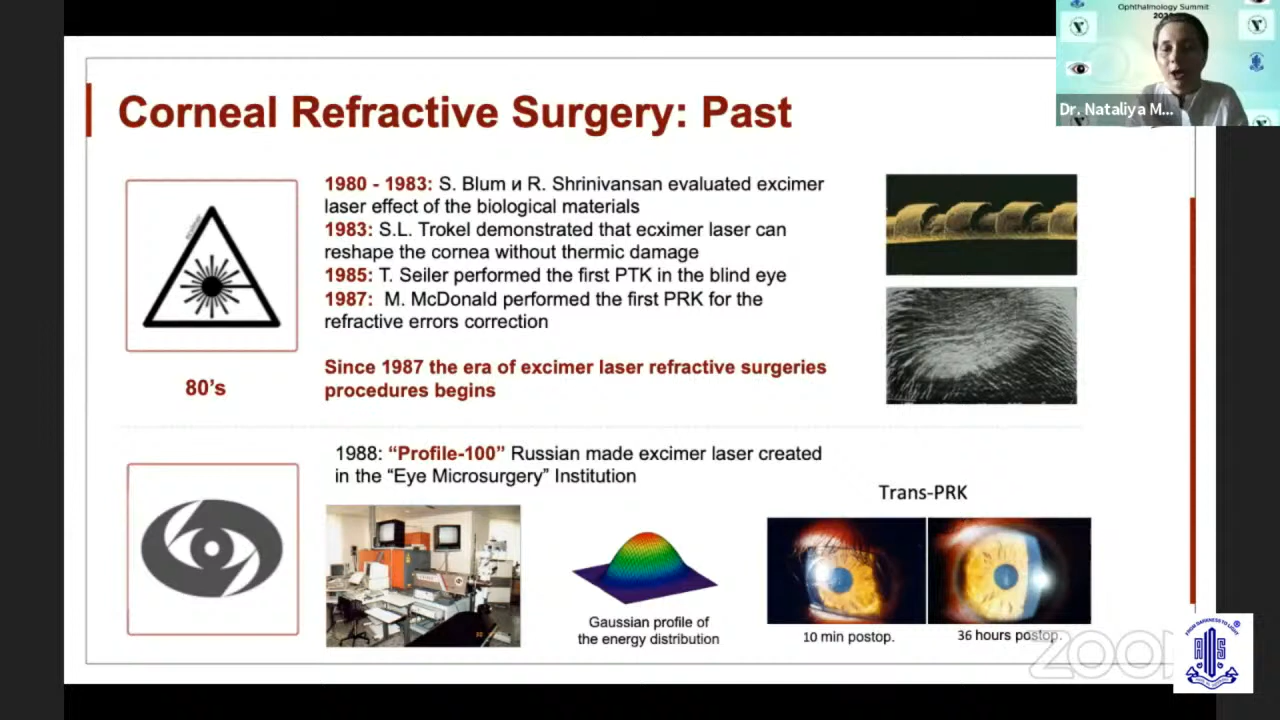 Ophthalmology Summit
Dr. Nataliya M...
Corneal Refractive Surgery: Past
1980 - 1983: S. Blum и R. Shrinivansan evaluated excimer
laser effect of the biological materials
1983: S.L. Trokel demonstrated that ecximer laser can
reshape the cornea without thermic damage
1985: T. Seiler performed the first PTK in the blind eye
1987: M. McDonald performed the first PRK for the
refractive errors correction
Since 1987 the era of excimer laser refractive surgeries
procedures begins
80's
1988: “Profile-100” Russian made excimer laser created
in the “Eye Microsurgery” Institution
Trans-PRK
Gaussian profile of
the energy distribution
10 min postop.
36 hours postop.
zoom
FROM DARKNESS TO LIGHT